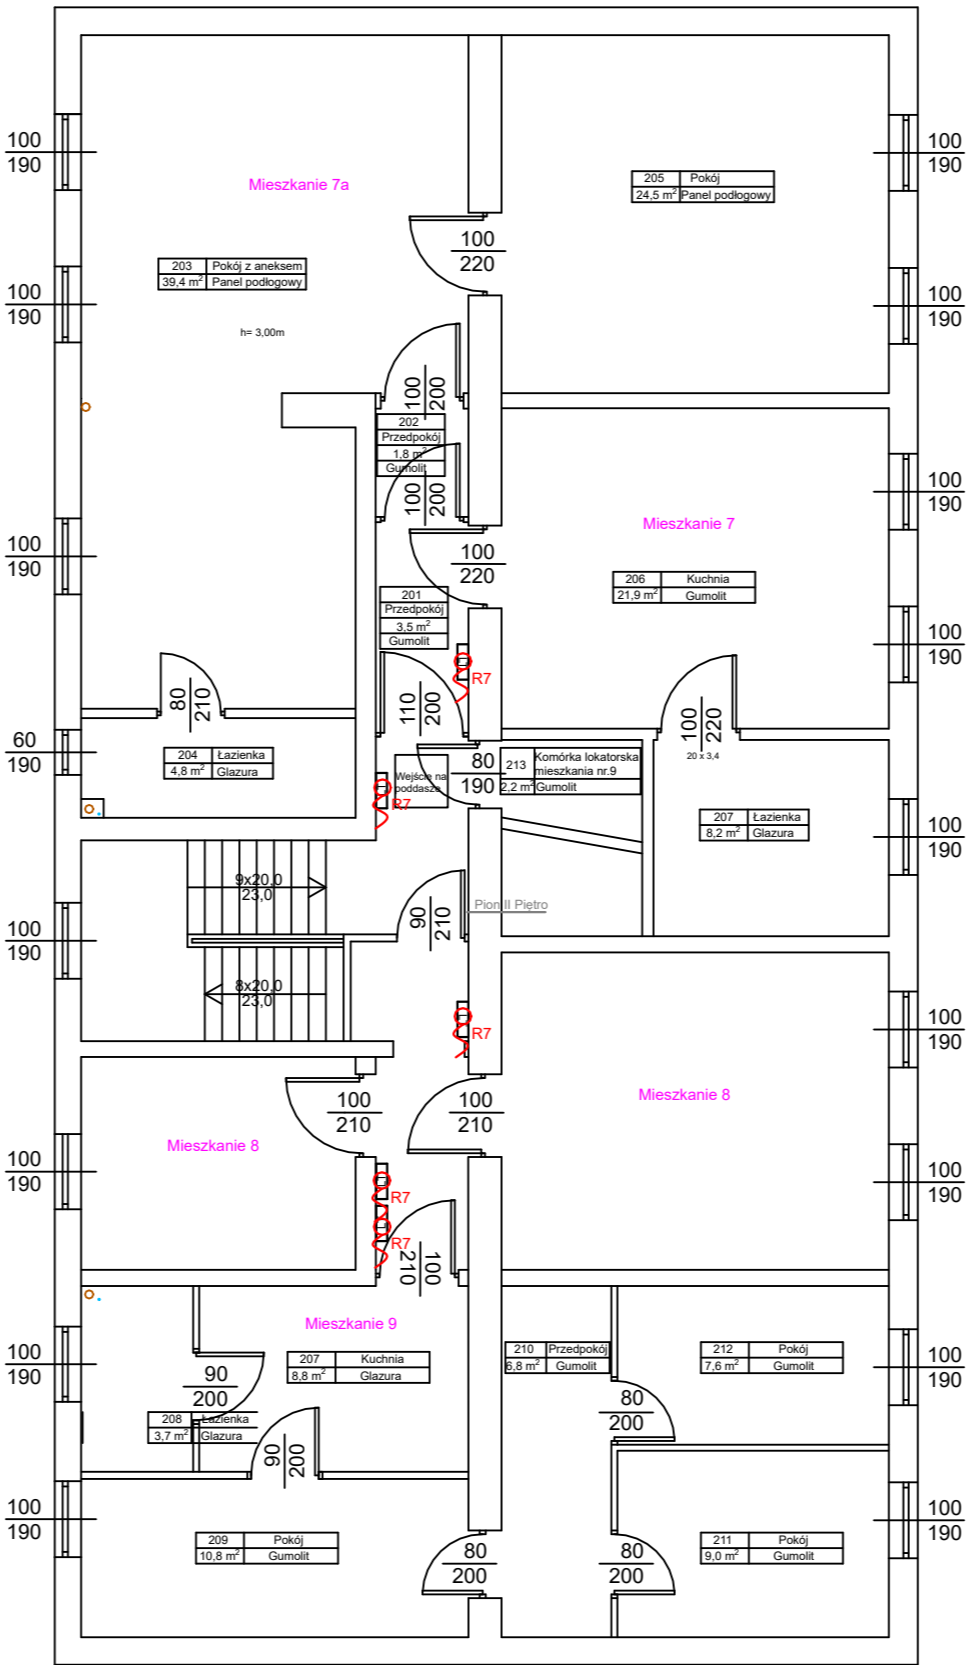 100
190
100
190
Mieszkanie 7a
205 Pokój
24,5 m² Panel podłogowy
100
220
203 Pokój z aneksem
39,4 m² Panel podłogowy
h= 3,00m
100
190
100
190
100
200
202
Przedpokój
1,8 m²
Gumolit
100
200
100
190
Mieszkanie 7
100
190
100
220
206 Kuchnia
21,9 m² Gumolit
201
Przedpokój
3,5 m²
Gumolit
100
190
R7
80
210
110
200
100
220
20 x 3,4
60
190
204 Łazienka
4,8 m² Glazura
Wejście na
poddasze
80
190
213 Komórka lokatorska
mieszkania nr.9
2,2 m² Gumolit
R7
207 Łazienka
8,2 m² Glazura
100
190
9x20,0
23,0
90
210
Pion II Piętro
100
190
8x20,0
23,0
R7
100
190
Mieszkanie 8
100
210
100
210
Mieszkanie 8
100
190
100
190
R7
R7
100
210
Mieszkanie 9
207 Kuchnia
8,8 m² Glazura
210 Przedpokój
6,8 m² Gumolit
212 Pokój
7,6 m² Gumolit
100
190
100
190
90
200
80
200
208 Łazienka
3,7 m² Glazura
90
200
100
190
100
190
209 Pokój
10,8 m² Gumolit
80
200
80
200
211 Pokój
9,0 m² Gumolit